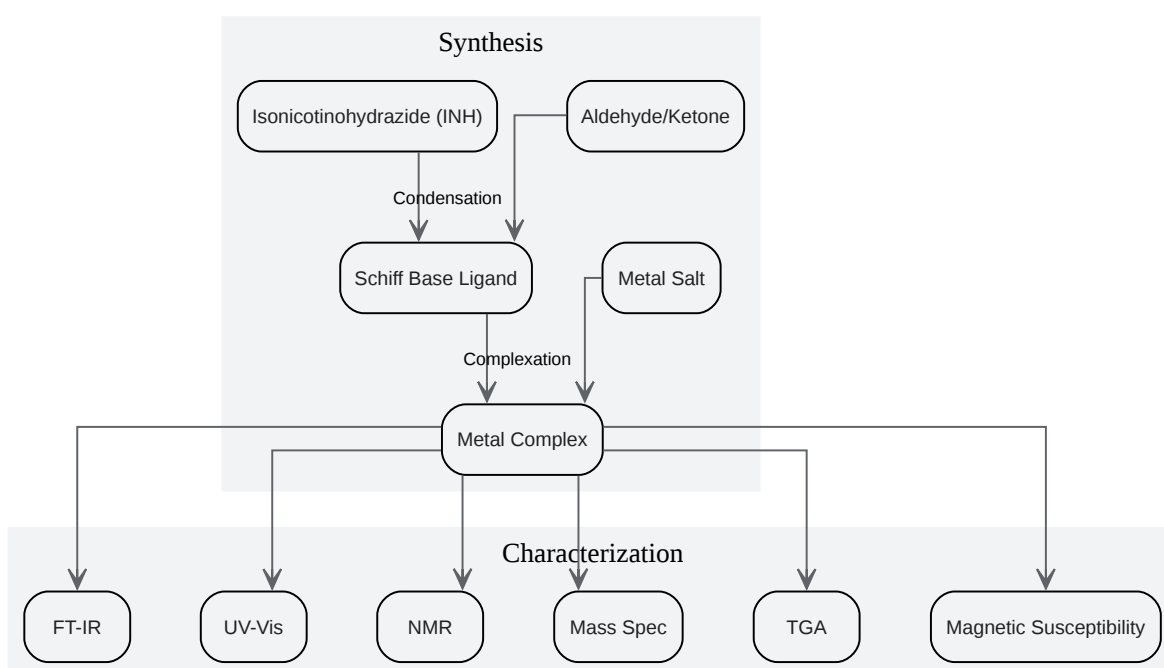 Synthesis
Isonicotinohydrazide (INH)
Aldehyde/Ketone
Condensation
Schiff Base Ligand
Metal Salt
Complexation
Metal Complex
Characterization
FT-IR
UV-Vis
NMR
Mass Spec
TGA
Magnetic Susceptibility